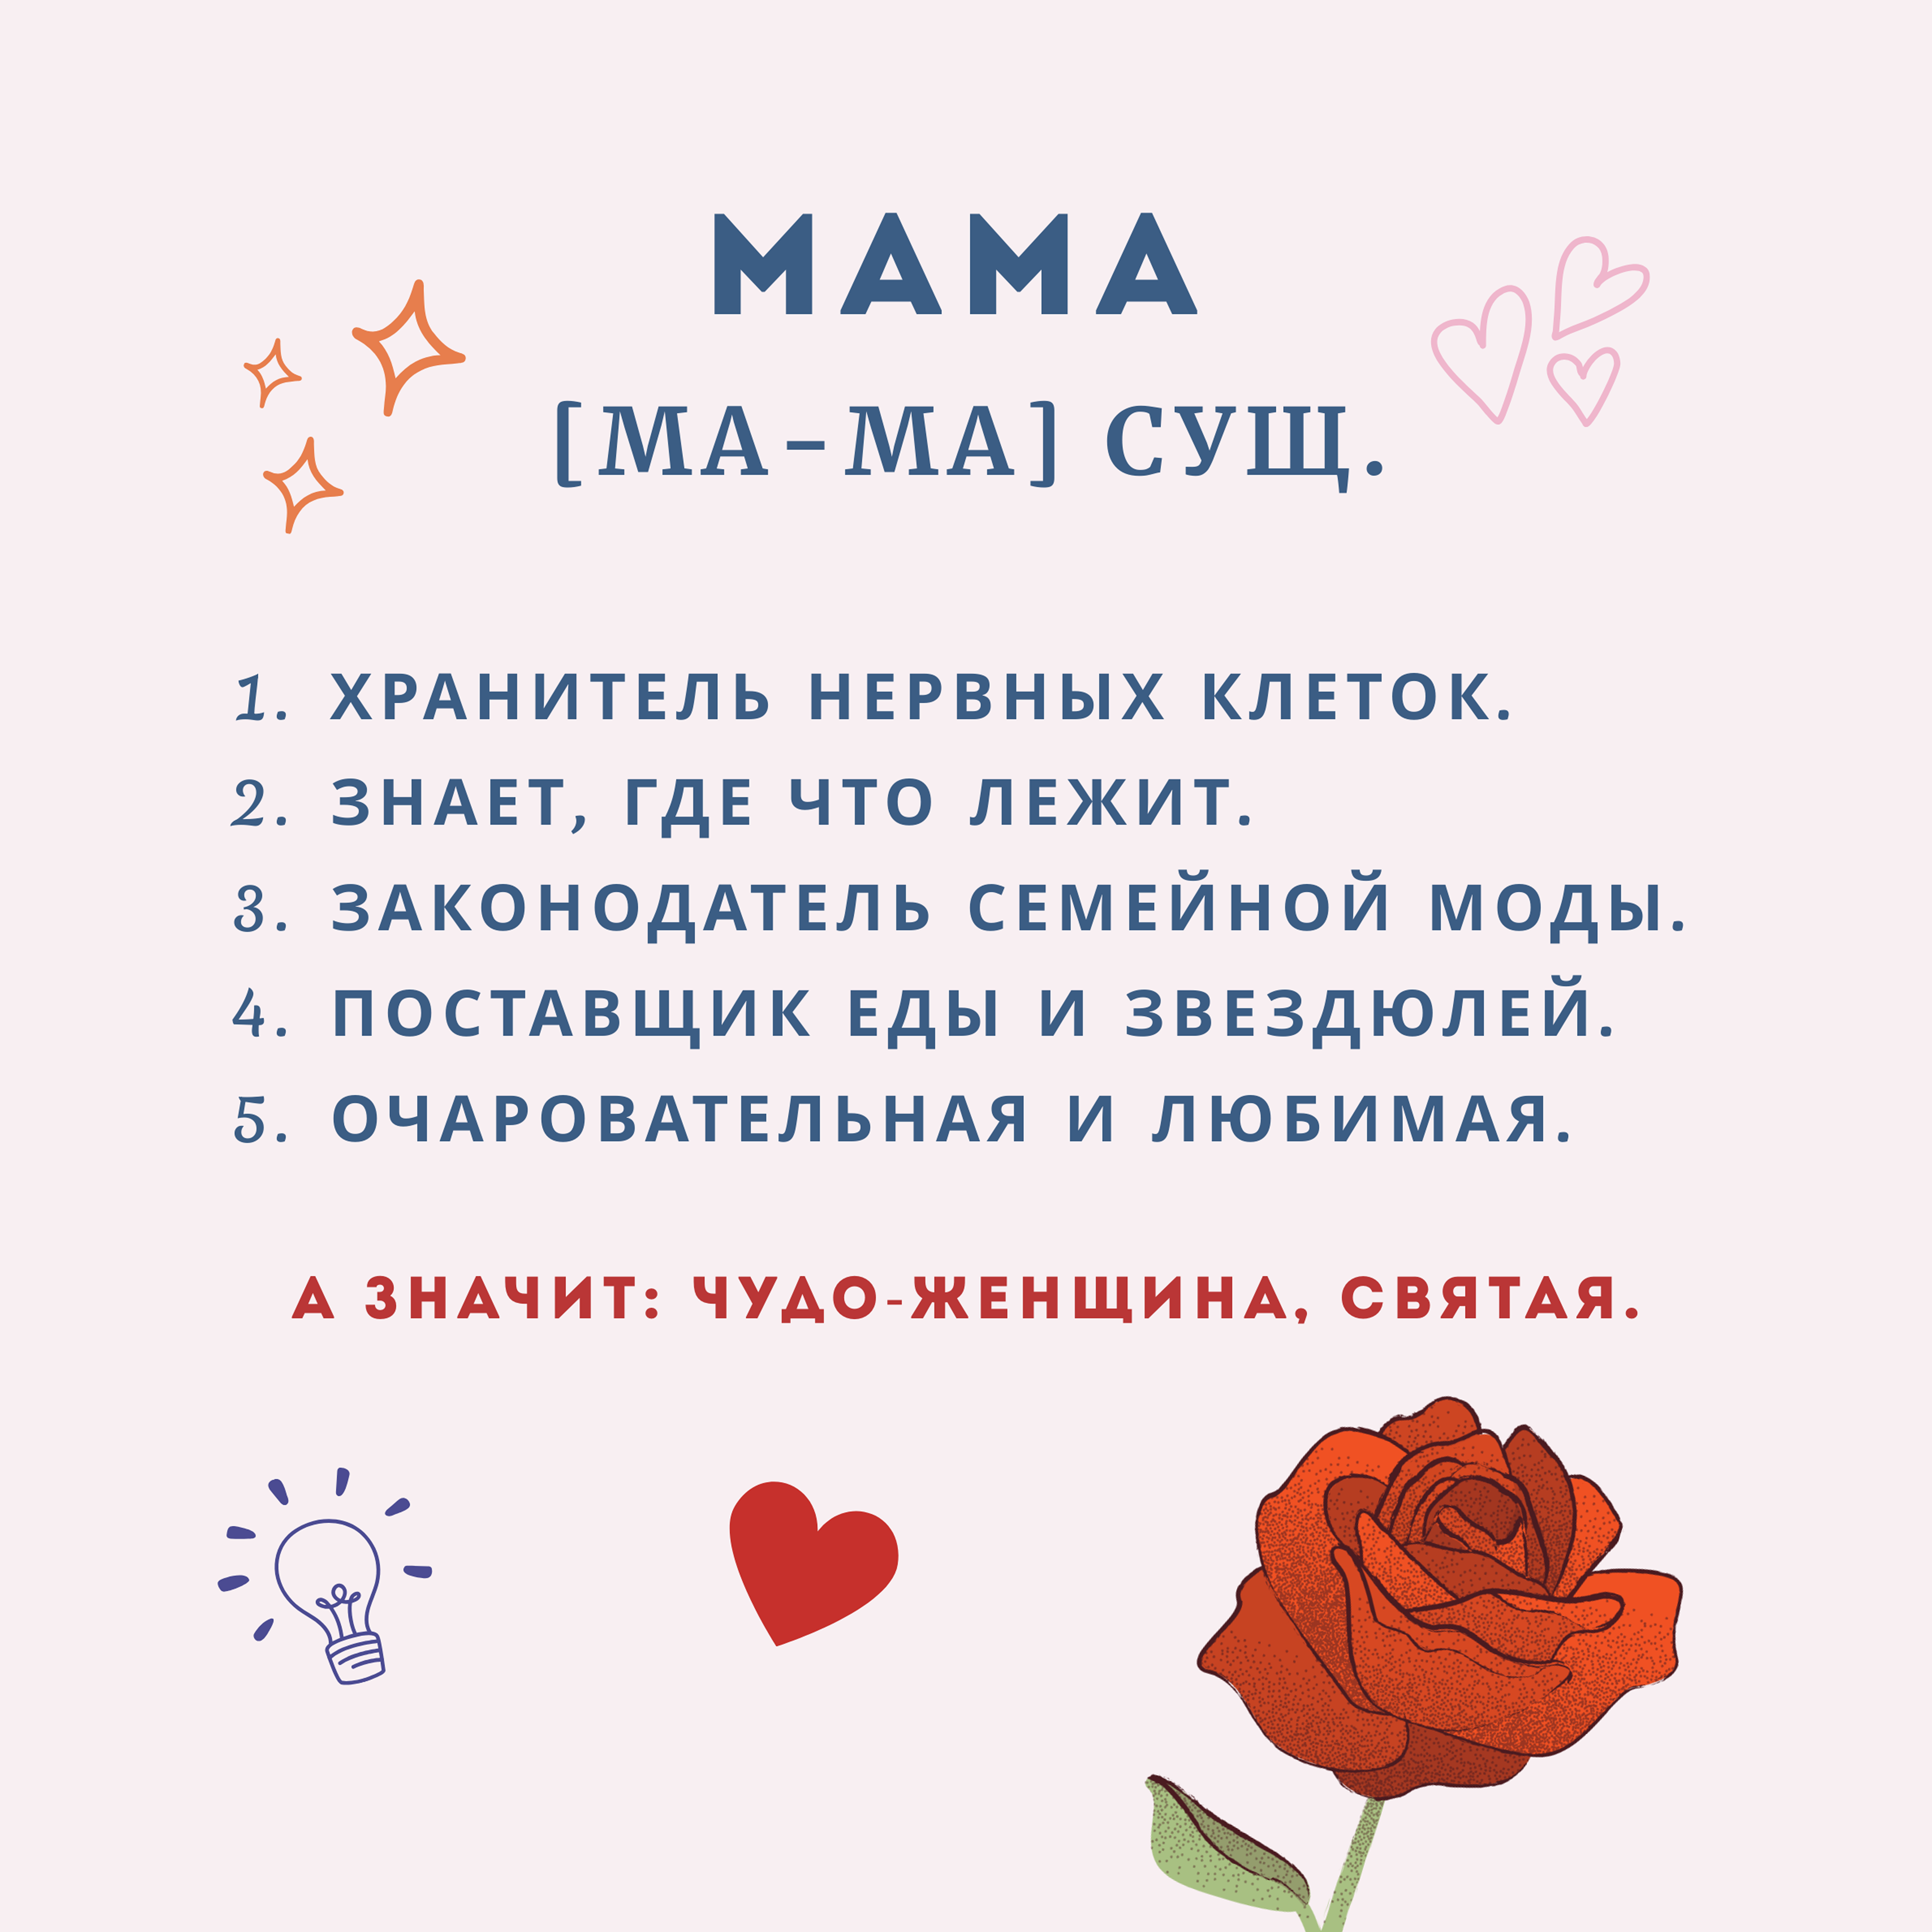 МАМА
[МА-МА] СУЩ.
1. ХРАНИТЕЛЬ НЕРВНЫХ КЛЕТОК.
2. ЗНАЕТ, ГДЕ ЧТО ЛЕЖИТ.
3. ЗАКОНОДАТЕЛЬ СЕМЕЙНОЙ МОДЫ.
4. ПОСТАВЩИК ЕДЫ И ЗВЕЗДЮЛЕЙ.
5. ОЧАРОВАТЕЛЬНАЯ И ЛЮБИМАЯ.
А ЗНАЧИТ: ЧУДО-ЖЕНЩИНА, СВЯТАЯ.